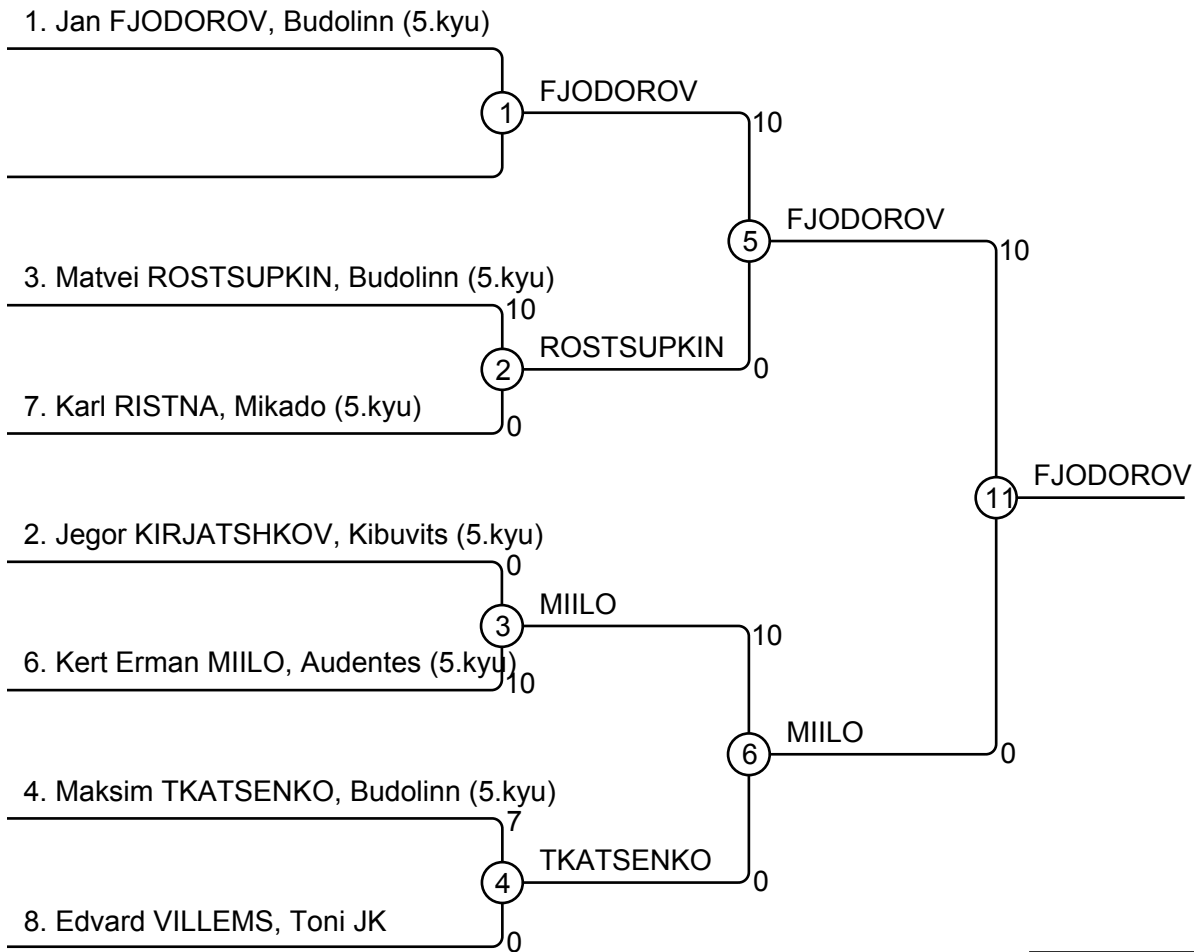 1. Jan FJODOROV, Budolinn (5.kyu)
1
FJODOROV
10
5
FJODOROV
10
3. Matvei ROSTSUPKIN, Budolinn (5.kyu)
10
2
ROSTSUPKIN
0
7. Karl RISTNA, Mikado (5.kyu)
0
11
FJODOROV
2. Jegor KIRJATSHKOV, Kibuvits (5.kyu)
0
3
MIILO
10
6. Kert Erman MIILO, Audentes (5.kyu)
10
6
MIILO
0
4. Maksim TKATSENKO, Budolinn (5.kyu)
7
4
TKATSENKO
0
8. Edvard VILLEMS, Toni JK
0